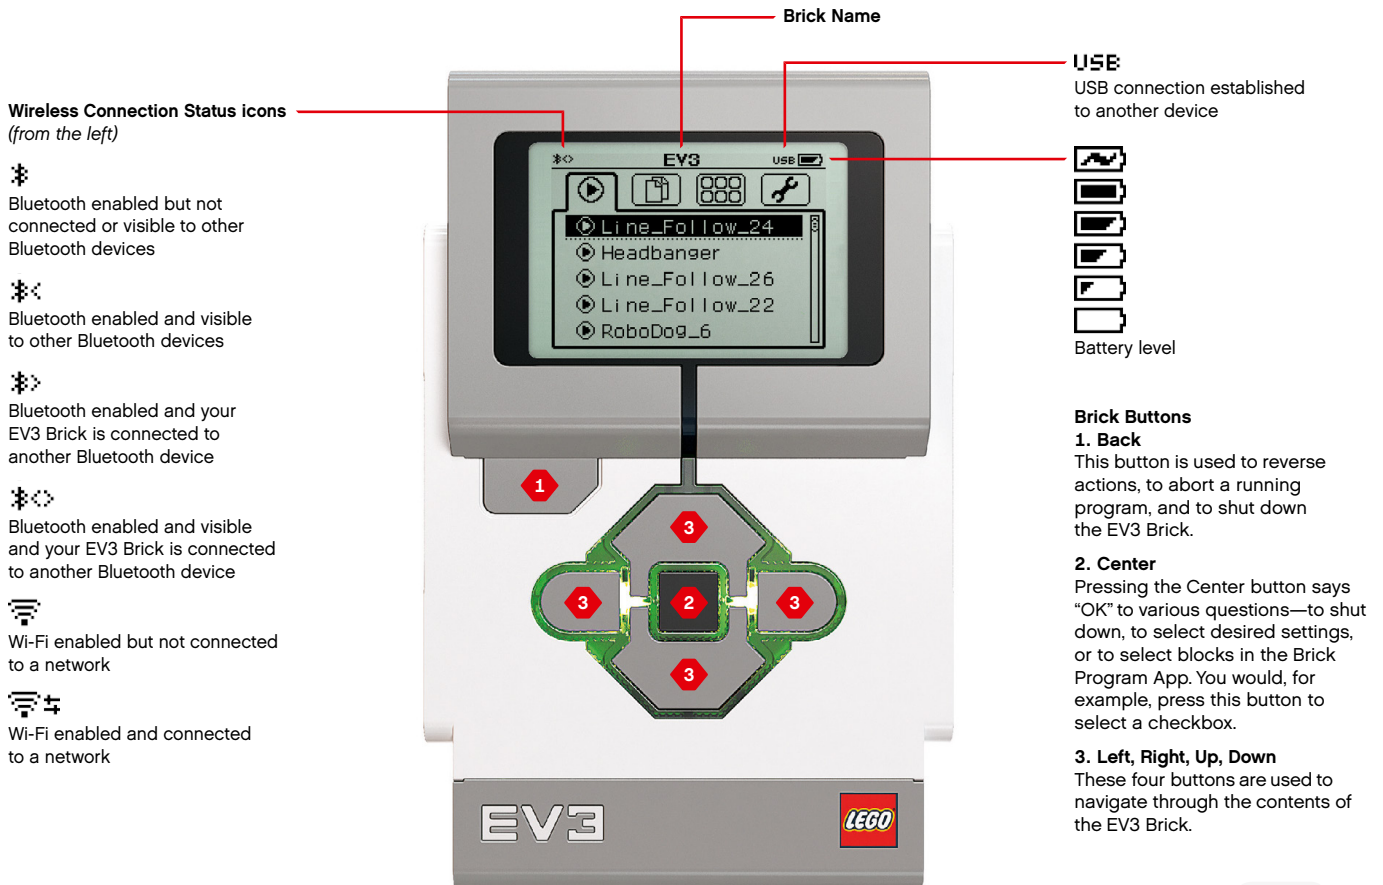 Brick Name
USB
USB connection established
to another device
Wireless Connection Status icons
(from the left)
Bluetooth enabled but not
connected or visible to other
Bluetooth devices
Bluetooth enabled and visible
to other Bluetooth devices
Bluetooth enabled and your
EV3 Brick is connected to
another Bluetooth device
Bluetooth enabled and visible
and your EV3 Brick is connected
to another Bluetooth device
Wi-Fi enabled but not connected
to a network
Wi-Fi enabled and connected
to a network
EV3 USB
Line_Follow_24
Headbanger
Line_Follow_26
Line_Follow_22
RoboDog_6
1
3
3 2 3
3
EV3 LEGO
Battery level
Brick Buttons
1. Back
This button is used to reverse
actions, to abort a running
program, and to shut down
the EV3 Brick.
2. Center
Pressing the Center button says
“OK” to various questions—to shut
down, to select desired settings,
or to select blocks in the Brick
Program App. You would, for
example, press this button to
select a checkbox.
3. Left, Right, Up, Down
These four buttons are used to
navigate through the contents of
the EV3 Brick.